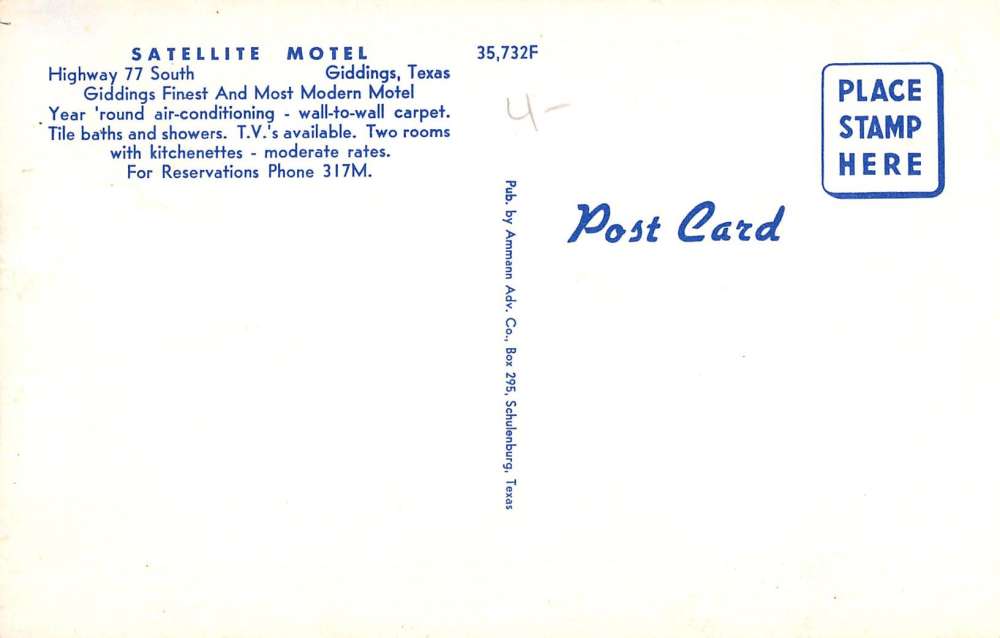 SATELLITE MOTEL
Highway 77 South Giddings, Texas
Giddings Finest And Most Modern Motel
Year 'round air-conditioning - wall-to-wall carpet.
Tile baths and showers. T.V.'s available. Two rooms
with kitchenettes - moderate rates.
For Reservations Phone 317M.
35,732F
4-
Pub. by Ammann Adv. Co., Box 295, Schulenburg, Texas
Post Card
PLACE
STAMP
HERE